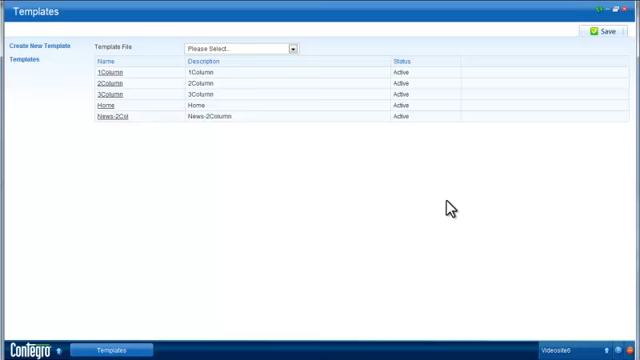 Templates
Save
Create New Template
Template File
Please Select...
Templates
Name Description Status
1Column 1Column Active
2Column 2Column Active
3Column 3Column Active
Home Home Active
News-2Col News-2Column Active
Contegro Templates Videosite6